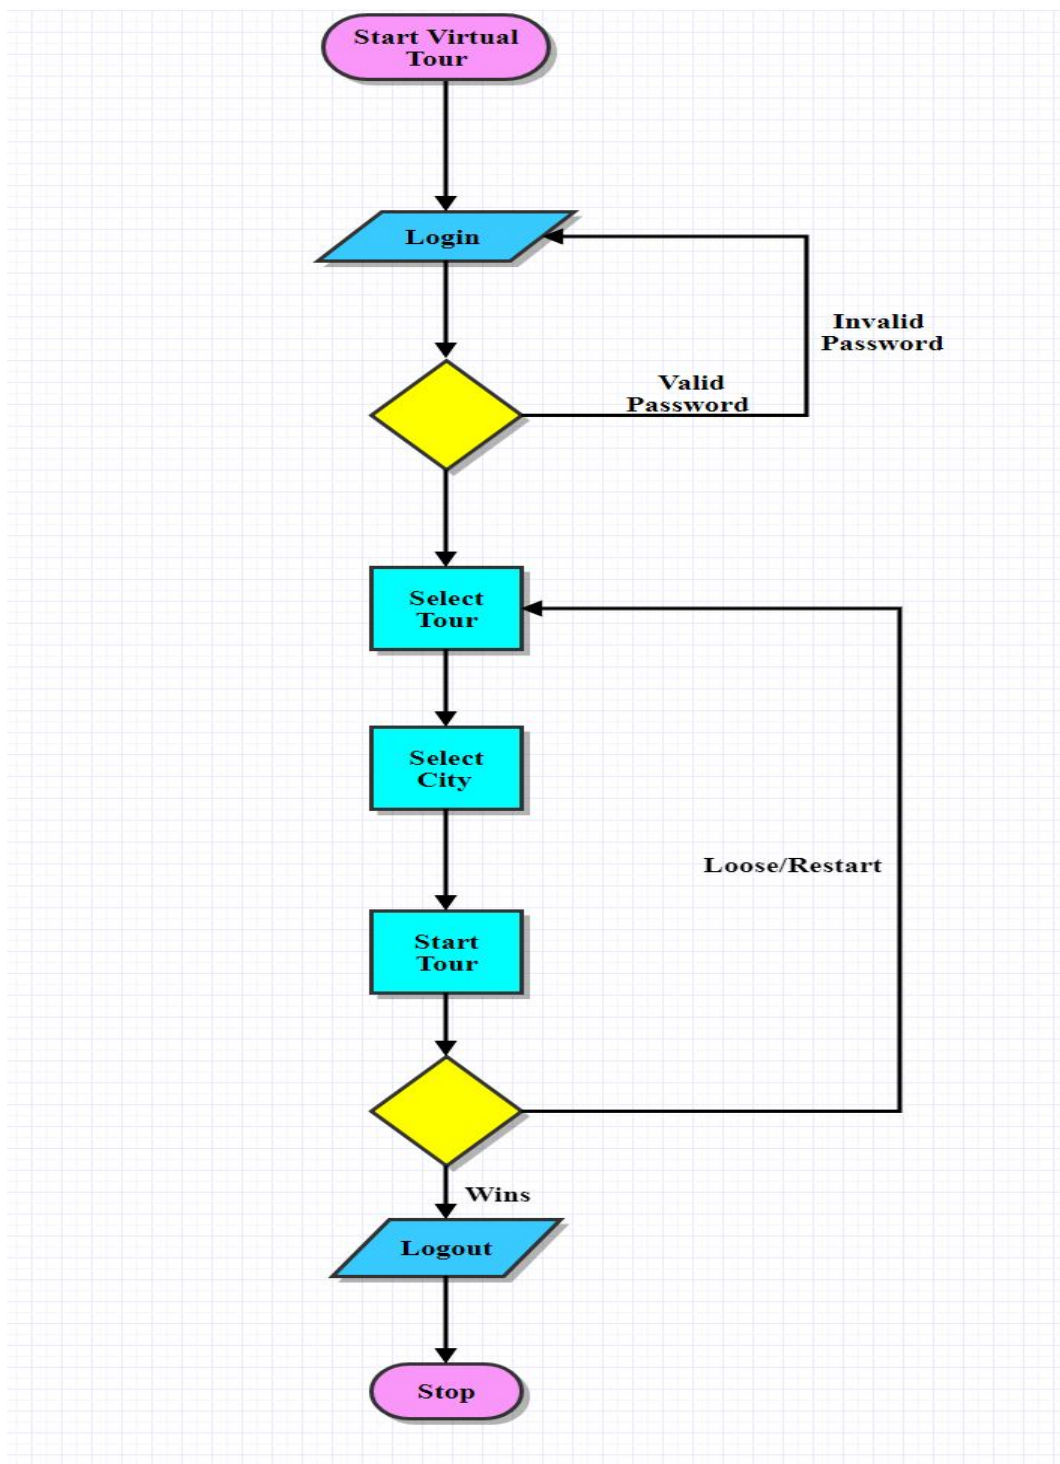 Start Virtual
Tour
Login
Invalid
Password
Valid
Password
Select
Tour
Select
City
Loose/Restart
Start
Tour
Wins
Logout
Stop